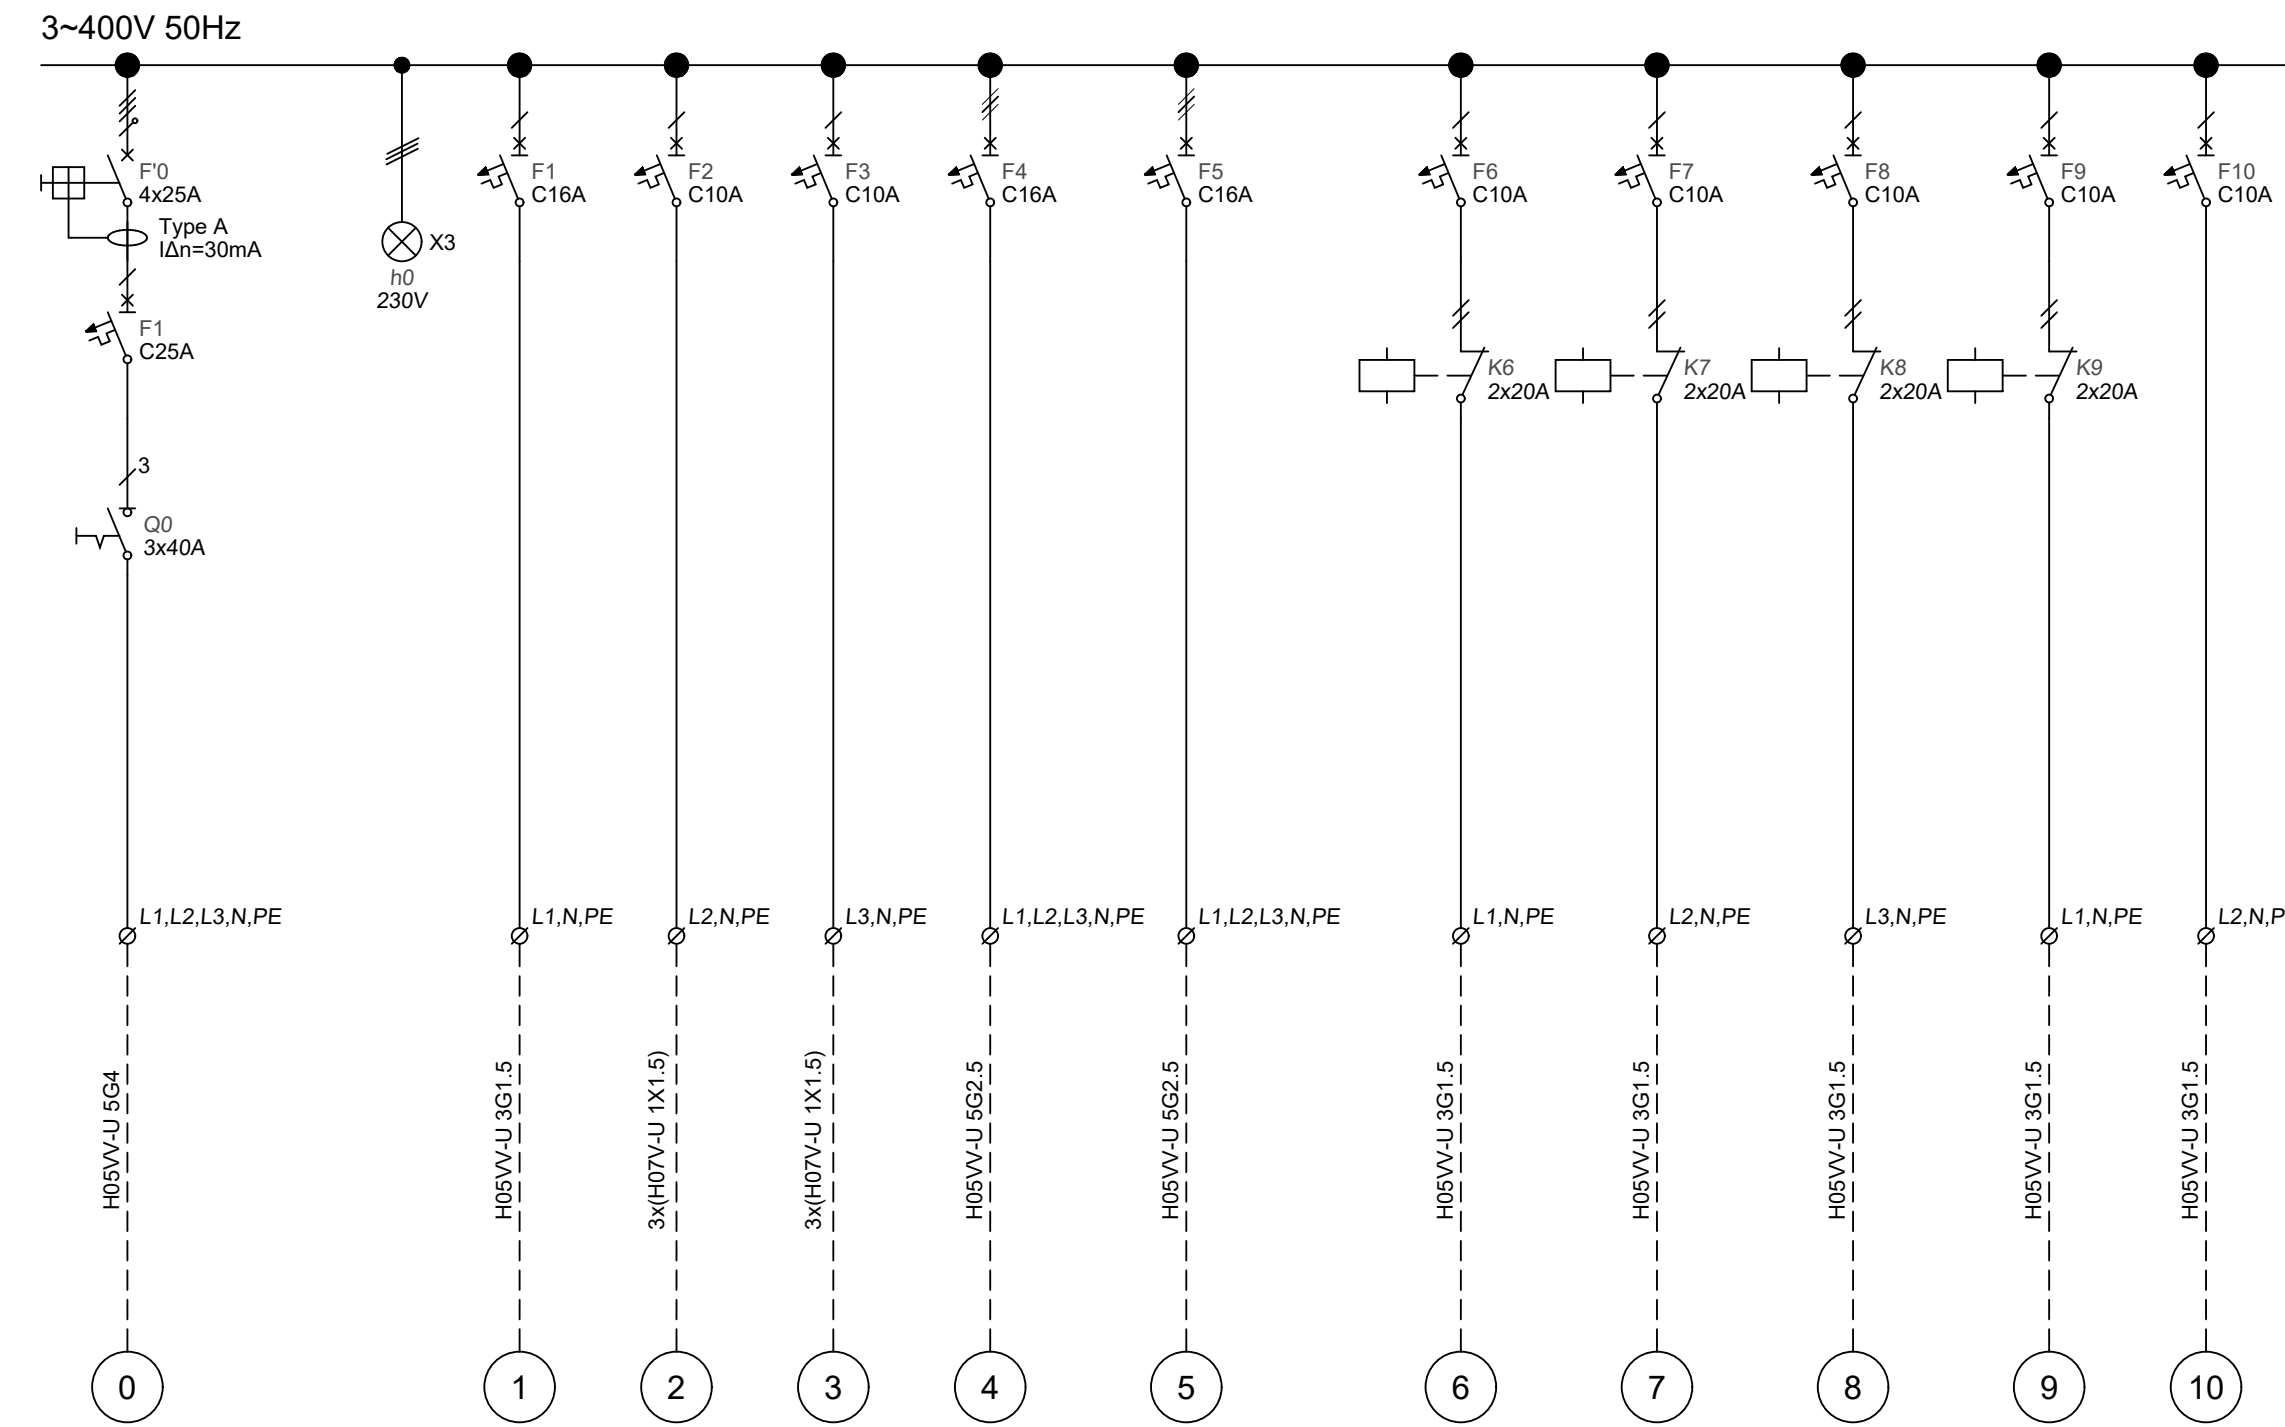 3~400V 50Hz
F'0
4x25A
Type A
I∆n=30mA
F1
C25A
3
Q0
3x40A
L1,L2,L3,N,PE
H05VV-U 5G4
0
X3
h0
230V
F1
C16A
L1,N,PE
H05VV-U 3G1.5
1
F2
C10A
L2,N,PE
3x(H07V-U 1X1.5)
2
F3
C10A
L3,N,PE
3x(H07V-U 1X1.5)
3
F4
C16A
L1,L2,L3,N,PE
H05VV-U 5G2.5
4
F5
C16A
L1,L2,L3,N,PE
H05VV-U 5G2.5
5
F6
C10A
K6
2x20A
L1,N,PE
H05VV-U 3G1.5
6
F7
C10A
K7
2x20A
L2,N,PE
H05VV-U 3G1.5
7
F8
C10A
K8
2x20A
L3,N,PE
H05VV-U 3G1.5
8
F9
C10A
K9
2x20A
L1,N,PE
H05VV-U 3G1.5
9
F10
C10A
L2,N,P
H05VV-U 3G1.5
10